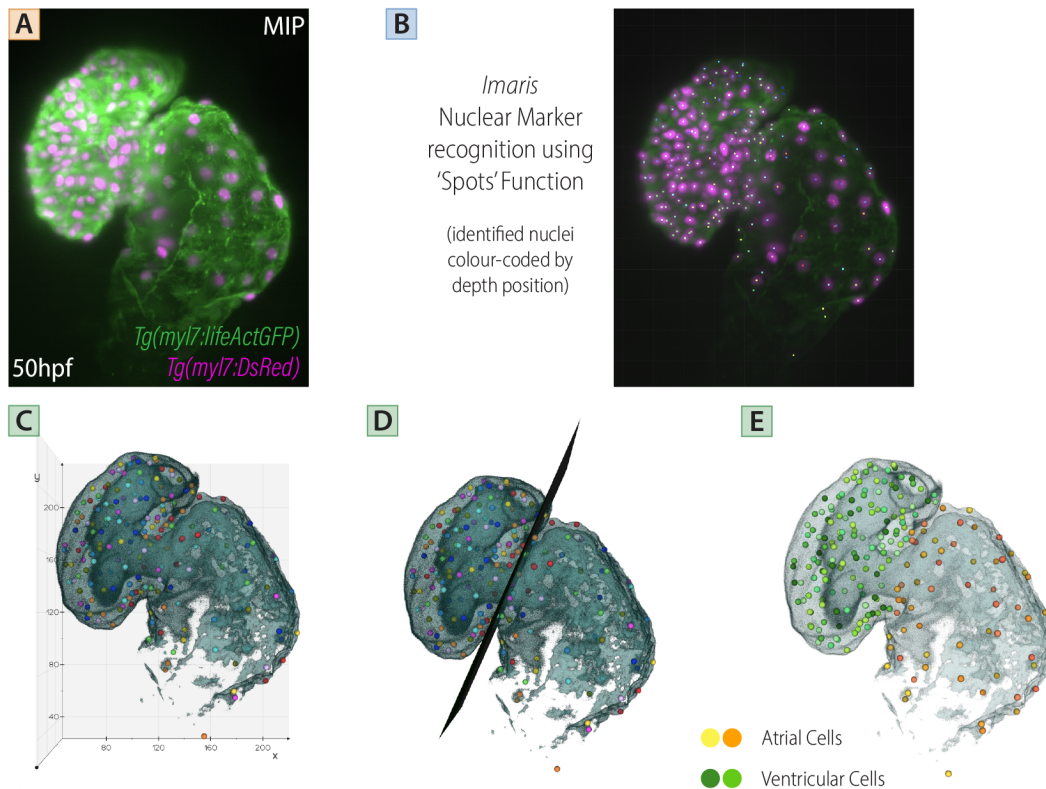 A
MIP
Tg(myl7:lifeActGFP)
50hpf
Tg(myl7:DsRed)
B
Imaris
Nuclear Marker
recognition using
‘Spots’ Function
(identified nuclei
colour-coded by
depth position)
C
200
160
120
80
40
80
120
160
200
x
D
E
Atrial Cells
Ventricular Cells